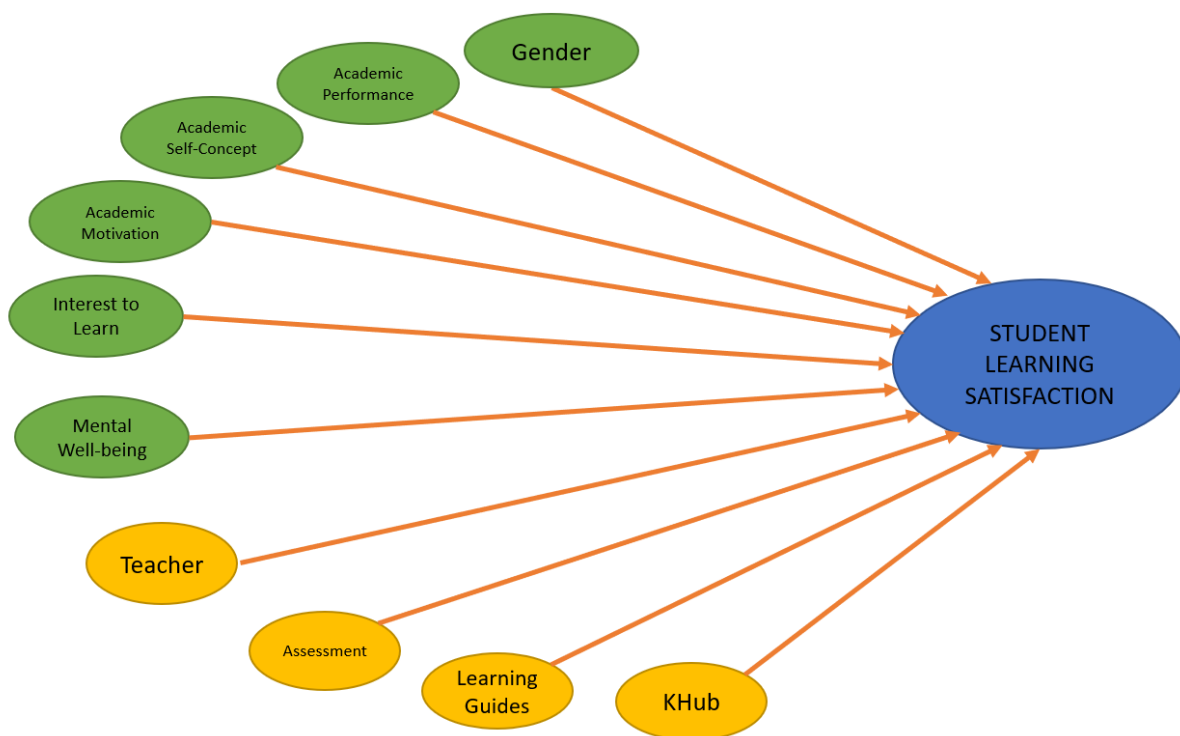 Gender
Academic
Performance
Academic
Self-Concept
Academic
Motivation
Interest to
Learn
Mental
Well-being
Teacher
Assessment
Learning
Guides
KHub
STUDENT
LEARNING
SATISFACTION